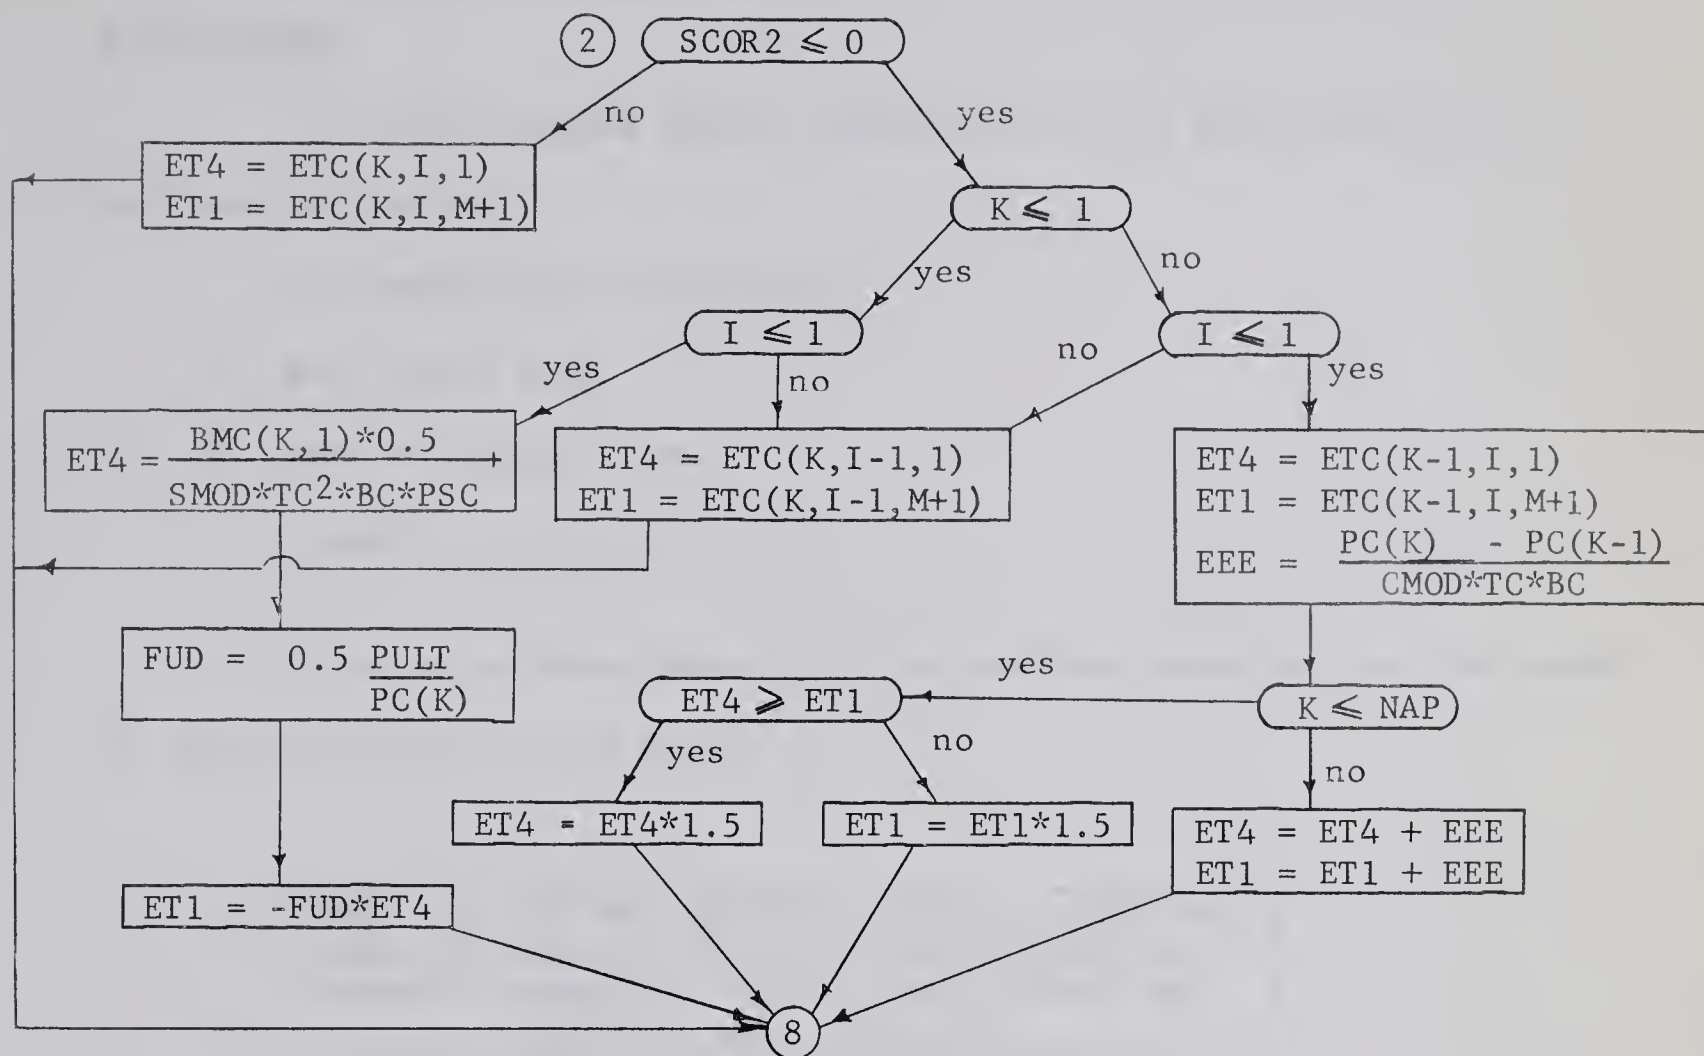 2 SCOR2 ⩽ 0
no
yes
ET4 = ETC(K,I,1)
ET1 = ETC(K,I,M+1)
K ⩽ 1
yes
no
I ⩽ 1
I ⩽ 1
yes
no
no
yes
ET4 = BMC(K,1)*0.5 +
SMOD*TC²*BC*PSC
ET4 = ETC(K,I-1,1)
ET1 = ETC(K,I-1,M+1)
ET4 = ETC(K-1,I,1)
ET1 = ETC(K-1,I,M+1)
EEE = PC(K) - PC(K-1)
CMOD*TC*BC
FUD = 0.5 PULT
PC(K)
yes
ET4 ⩾ ET1
K ⩽ NAP
yes
no
no
ET4 = ET4*1.5
ET1 = ET1*1.5
ET4 = ET4 + EEE
ET1 = ET1 + EEE
ET1 = -FUD*ET4
8